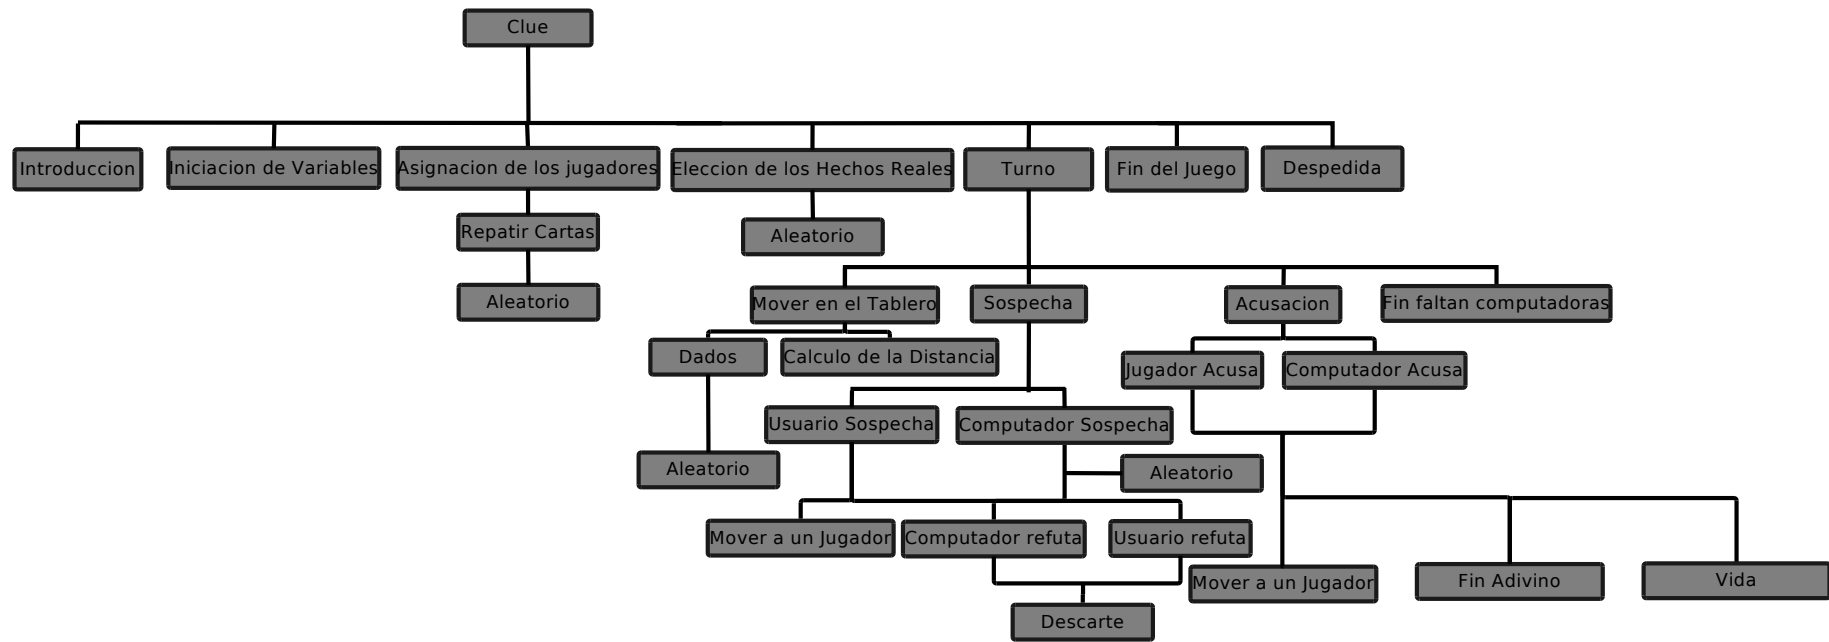 Clue
Introduccion
Iniciacion de Variables
Asignacion de los jugadores
Eleccion de los Hechos Reales
Turno
Fin del Juego
Despedida
Repatir Cartas
Aleatorio
Aleatorio
Mover en el Tablero
Sospecha
Acusacion
Fin faltan computadoras
Dados
Calculo de la Distancia
Jugador Acusa
Computador Acusa
Usuario Sospecha
Computador Sospecha
Aleatorio
Aleatorio
Mover a un Jugador
Computador refuta
Usuario refuta
Mover a un Jugador
Fin Adivino
Vida
Descarte